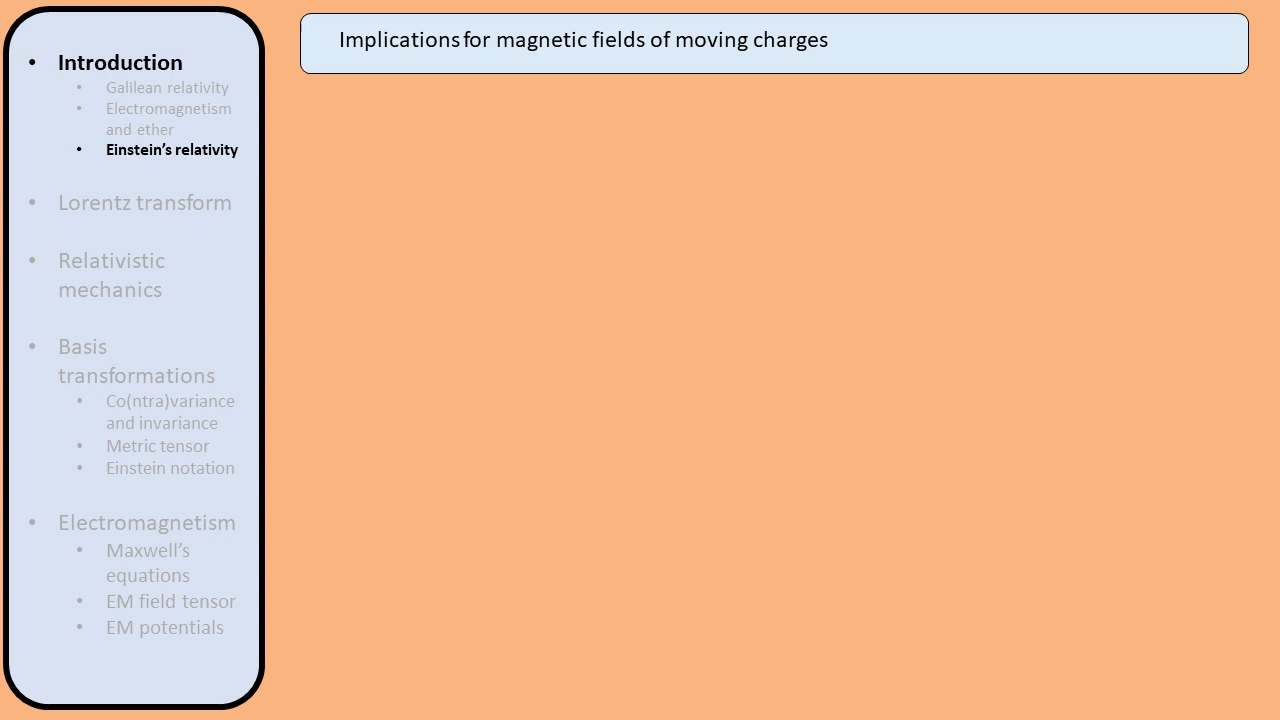 Implications for magnetic fields of moving charges
• Introduction
• Galilean relativity
• Electromagnetism
and ether
• Einstein's relativity
• Lorentz transform
• Relativistic
mechanics
• Basis
transformations
• Co(ntra)variance
and invariance
• Metric tensor
• Einstein notation
• Electromagnetism
• Maxwell's
equations
• EM field tensor
• EM potentials